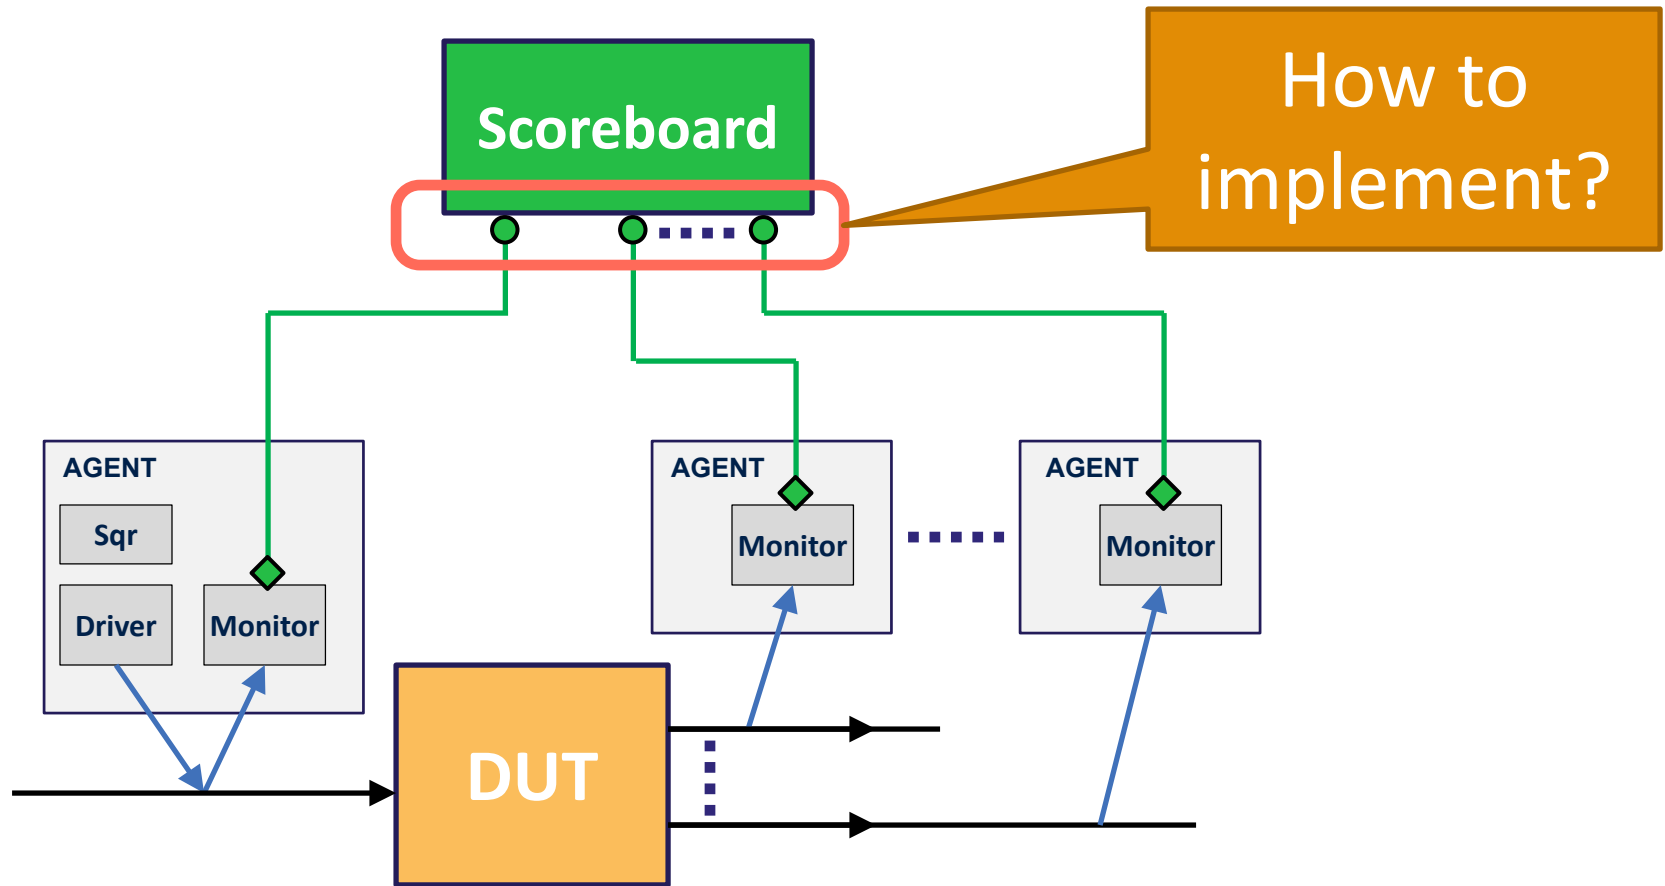 How to
implement?
Scoreboard
AGENT
Sqr
Driver
Monitor
AGENT
Monitor
AGENT
Monitor
DUT